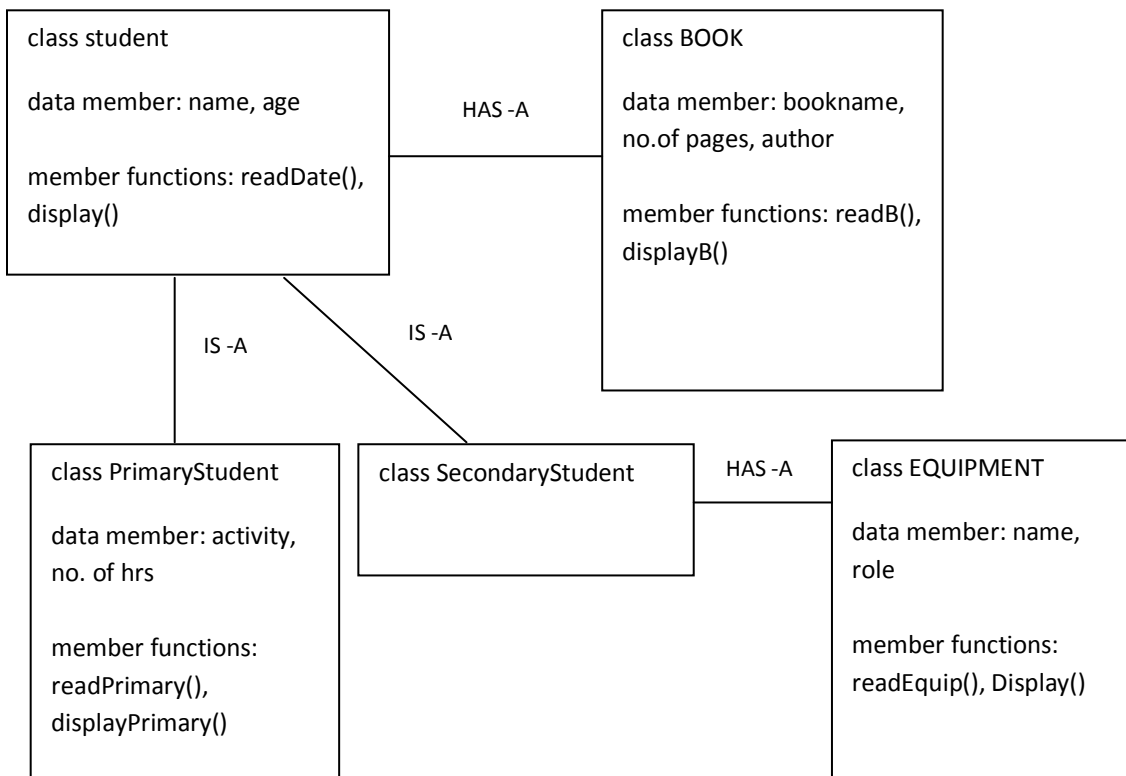 class student
data member: name, age
member functions: readDate(),
display()
HAS -A
class BOOK
data member: bookname,
no.of pages, author
member functions: readB(),
displayB()
IS -A
IS -A
class PrimaryStudent
data member: activity,
no. of hrs
member functions:
readPrimary(),
displayPrimary()
class SecondaryStudent
HAS -A
class EQUIPMENT
data member: name,
role
member functions:
readEquip(), Display()